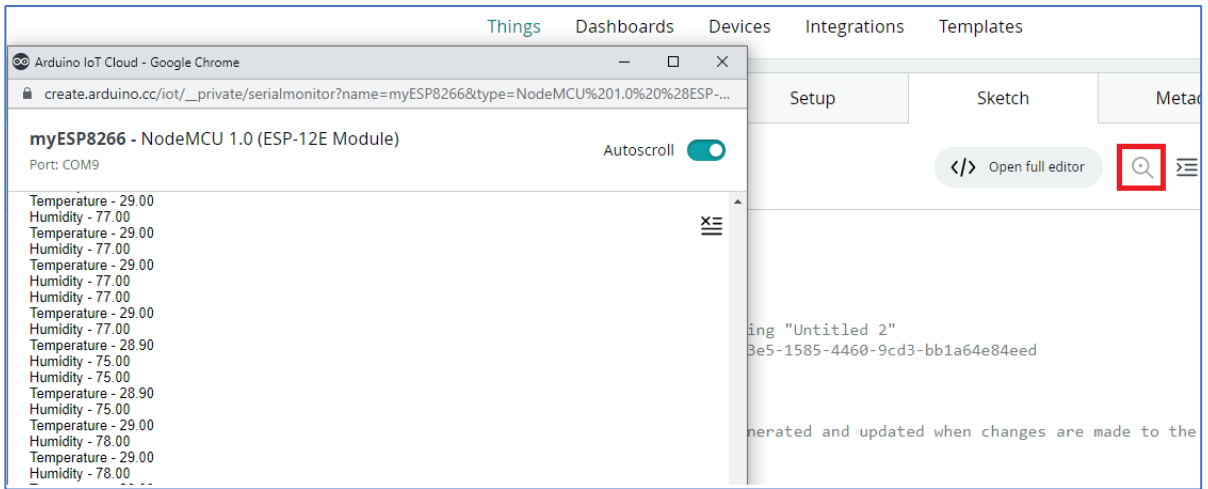 Things Dashboards Devices Integrations Templates
Arduino IoT Cloud - Google Chrome
create.arduino.cc/iot/__private/serialmonitor?name=myESP8266&type=NodeMCU%201.0%20%28ESP-...
myESP8266 - NodeMCU 1.0 (ESP-12E Module)
Port: COM9
Autoscroll
Temperature - 29.00
Humidity - 77.00
Temperature - 29.00
Humidity - 77.00
Temperature - 29.00
Humidity - 77.00
Humidity - 77.00
Temperature - 29.00
Humidity - 77.00
Temperature - 28.90
Humidity - 75.00
Humidity - 75.00
Temperature - 28.90
Humidity - 75.00
Temperature - 29.00
Humidity - 78.00
Temperature - 29.00
Humidity - 78.00
Setup Sketch Metad
</> Open full editor
ing "Untitled 2"
3e5-1585-4460-9cd3-bb1a64e84eed
nerated and updated when changes are made to the